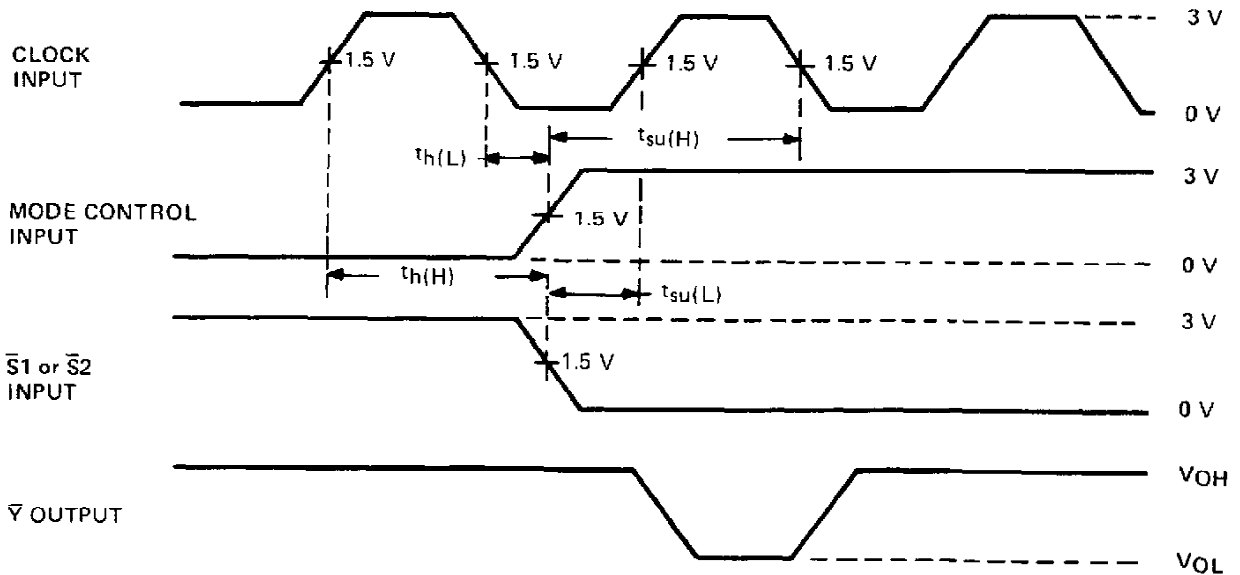 CLOCK
INPUT
1.5 V 1.5 V 1.5 V 1.5 V
3 V
0 V
th(L)
tsu(H)
MODE CONTROL
INPUT
1.5 V
3 V
0 V
th(H)
tsu(L)
S̄1 or S̄2
INPUT
1.5 V
3 V
0 V
Ȳ OUTPUT
VOH
VOL